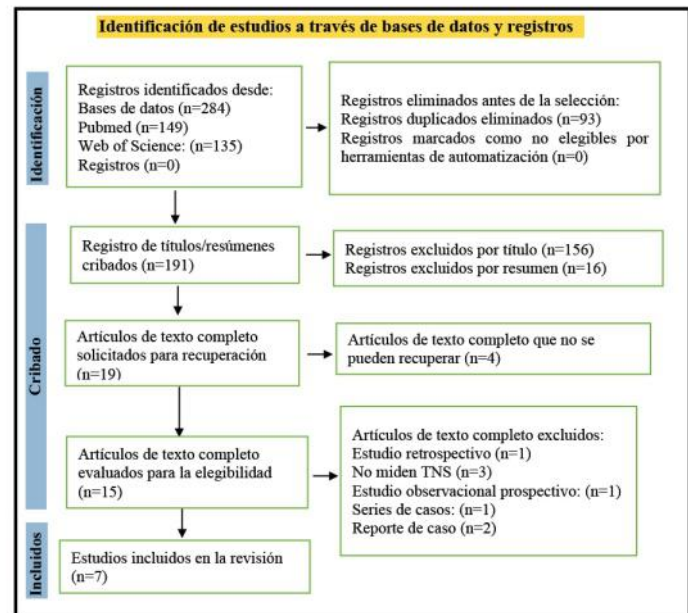 Identificación de estudios a través de bases de datos y registros
Identificación
Registros identificados desde:
Bases de datos (n=284)
Pubmed (n=149)
Web of Science: (n=135)
Registros (n=0)
Registros eliminados antes de la selección:
Registros duplicados eliminados (n=93)
Registros marcados como no elegibles por
herramientas de automatización (n=0)
Cribado
Registro de títulos/resúmenes
cribados (n=191)
Registros excluidos por título (n=156)
Registros excluidos por resumen (n=16)
Artículos de texto completo
solicitados para recuperación
(n=19)
Artículos de texto completo que no se
pueden recuperar (n=4)
Artículos de texto completo
evaluados para la elegibilidad
(n=15)
Artículos de texto completo excluidos:
Estudio retrospectivo (n=1)
No miden TNS (n=3)
Estudio observacional prospectivo: (n=1)
Series de casos: (n=1)
Reporte de caso (n=2)
Incluidos
Estudios incluidos en la revisión
(n=7)